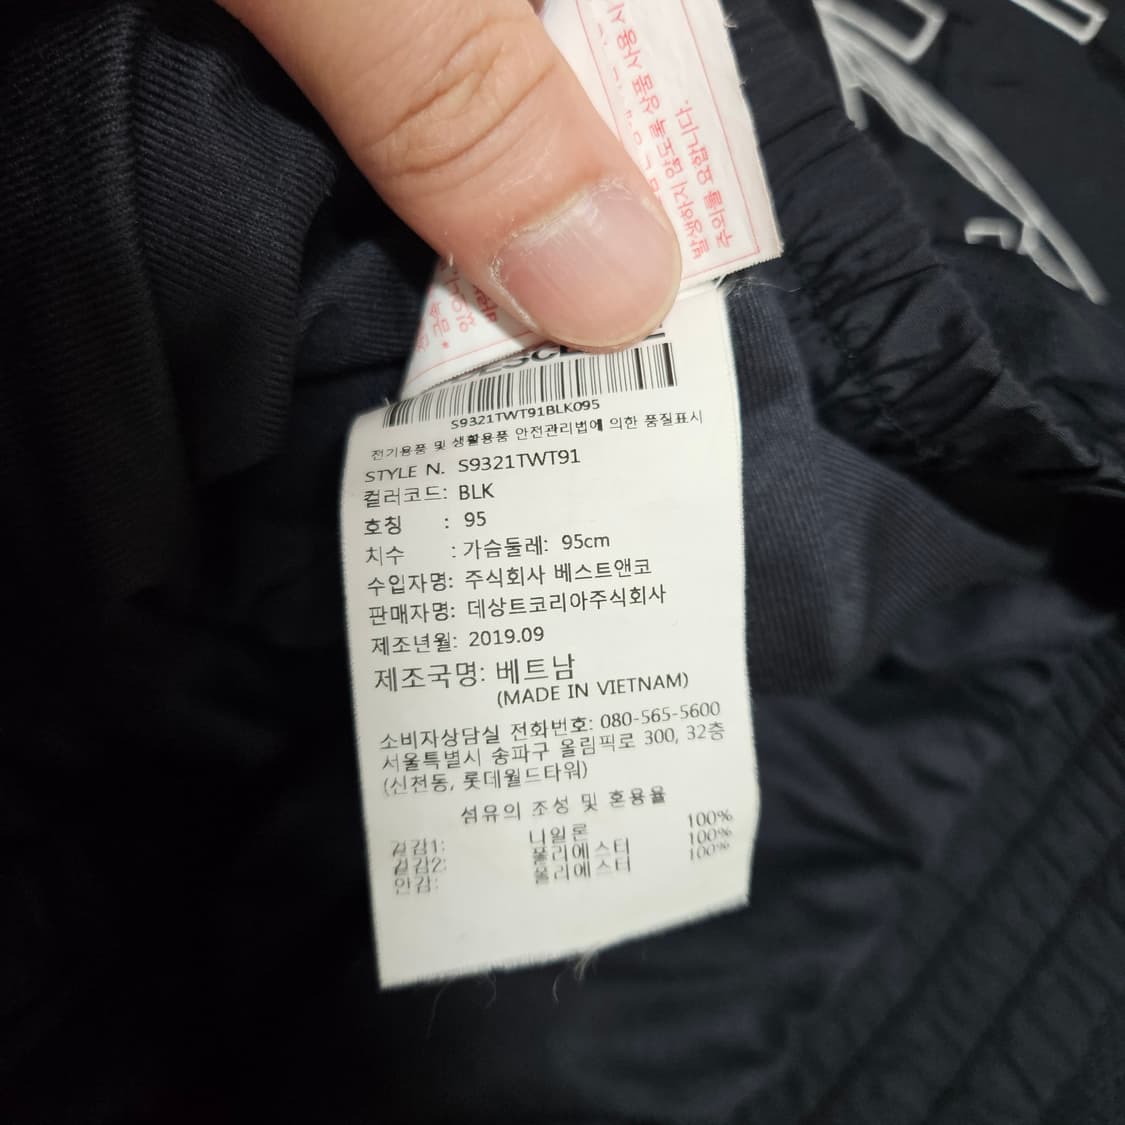 S9321TWT91BLK095
전기용품 및 생활용품 안전관리법에 의한 품질표시
STYLE N. S9321TWT91
컬러코드: BLK
호칭 : 95
치수 : 가슴둘레: 95cm
수입자명: 주식회사 베스트앤코
판매자명: 데상트코리아주식회사
제조년월: 2019.09
제조국명: 베트남
(MADE IN VIETNAM)
소비자상담실 전화번호: 080-565-5600
서울특별시 송파구 올림픽로 300, 32층
(신천동, 롯데월드타워)
섬유의 조성 및 혼용율
겉감1: 나일론 100%
겉감2: 폴리에스터 100%
안감: 폴리에스터 100%